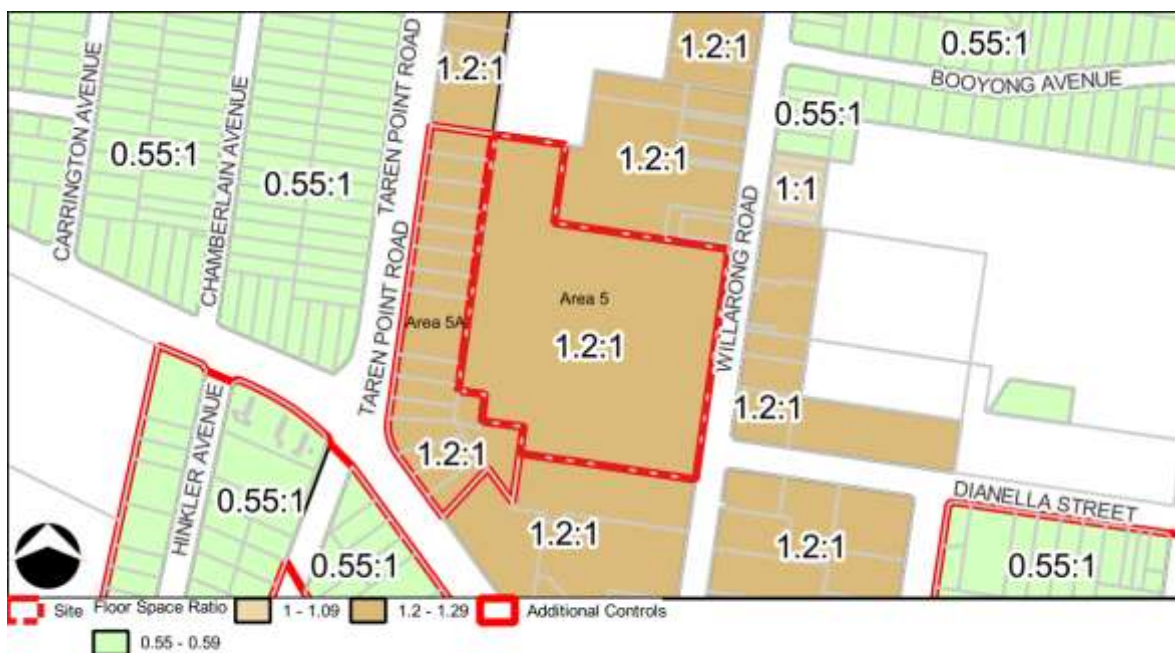 1.2:1
1.2:1
0.55:1
BOOYONG AVENUE
CARRINGTON AVENUE
CHAMBERLAIN AVENUE
TAREN POINT ROAD
0.55:1
0.55:1
0.55:1
1.2:1
1:1
WILLARONG ROAD
TAREN POINT ROAD
Area 5
Area 5A
1.2:1
1.2:1
1.2:1
HINKLER AVENUE
0.55:1
0.55:1
1.2:1
1.2:1
DIANELLA STREET
0.55:1
Site Floor Space Ratio 1 - 1.09 1.2 - 1.29 Additional Controls
0.55 - 0.59